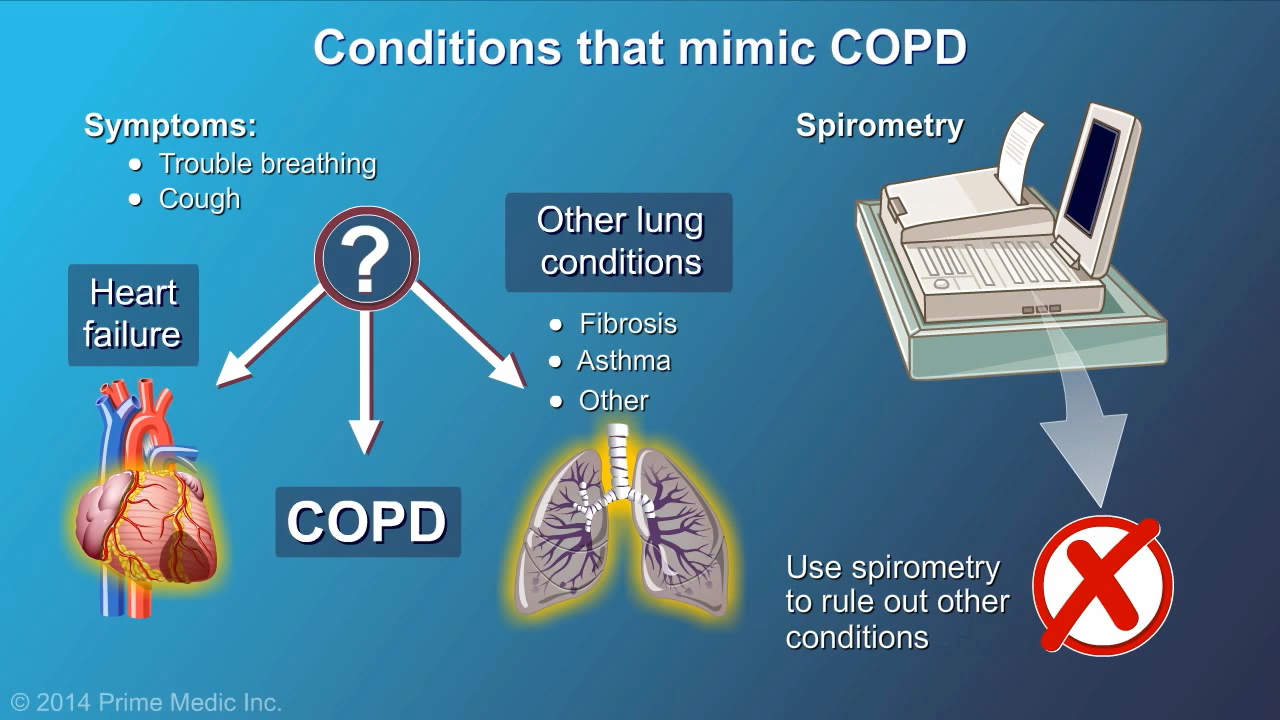 Conditions that mimic COPD
Symptoms:
• Trouble breathing
• Cough
?
Heart
failure
COPD
Other lung
conditions
• Fibrosis
• Asthma
• Other
Spirometry
Use spirometry
to rule out other
conditions
© 2014 Prime Medic Inc.